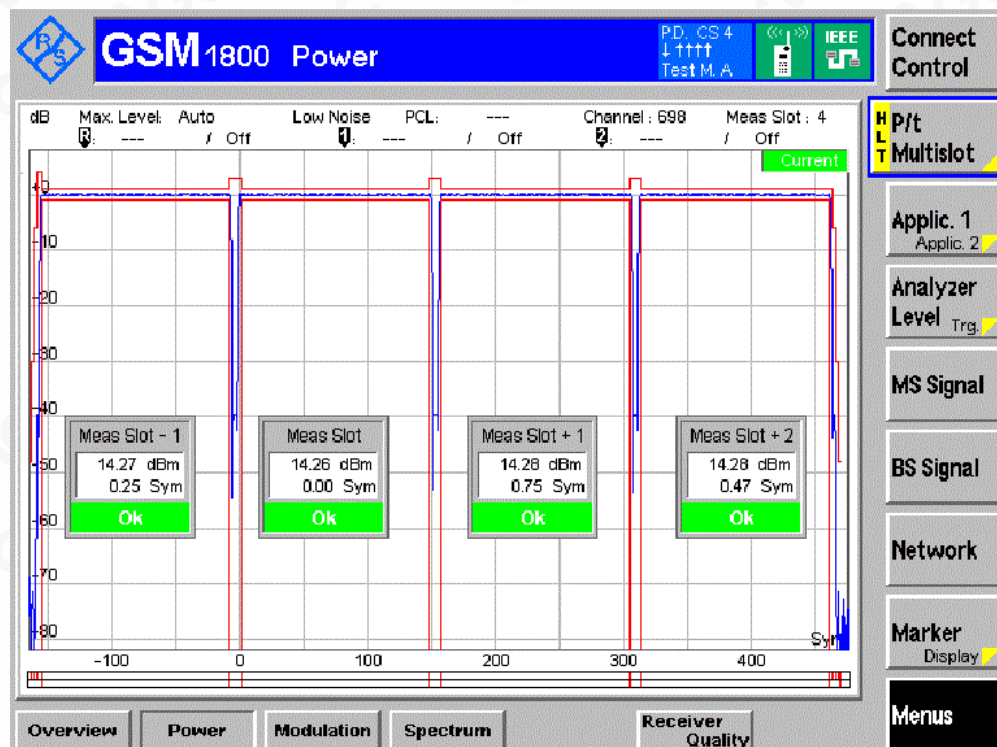 R S
GSM 1800 Power
P.D. CS 4
↓ ↑↑↑↑
Test M. A.
IEEE
Connect
Control
dB Max. Level: Auto Low Noise PCL: --- Channel : 698 Meas Slot : 4
R: --- / Off 1: --- / Off 2: --- / Off
Current
H L T
P/t
Multislot
+0
-10
-20
-30
-40
-50
-60
-70
-80
Meas Slot - 1
14.27 dBm
0.25 Sym
Ok
Meas Slot
14.26 dBm
0.00 Sym
Ok
Meas Slot + 1
14.28 dBm
0.75 Sym
Ok
Meas Slot + 2
14.28 dBm
0.47 Sym
Ok
Sym
-100 0 100 200 300 400
Applic. 1
Applic. 2
Analyzer
Level Trg.
MS Signal
BS Signal
Network
Marker
Display
Menus
Overview Power Modulation Spectrum Receiver
Quality